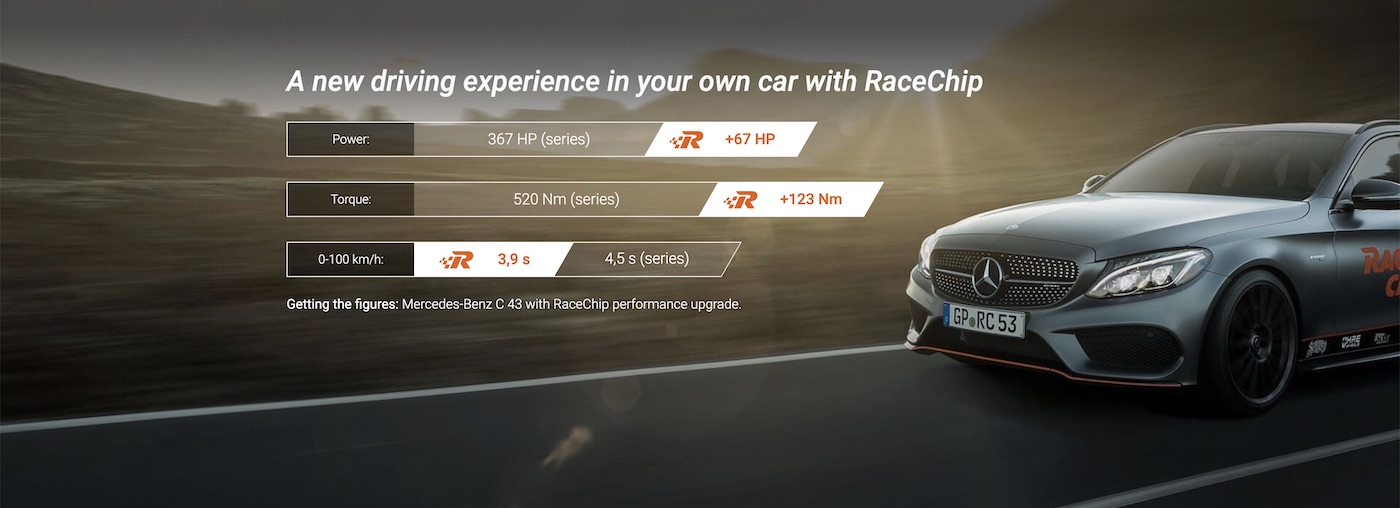 A new driving experience in your own car with RaceChip
Power: 367 HP (series) +67 HP
Torque: 520 Nm (series) +123 Nm
0-100 km/h: 3,9 s 4,5 s (series)
Getting the figures: Mercedes-Benz C 43 with RaceChip performance upgrade.
GP RC 53